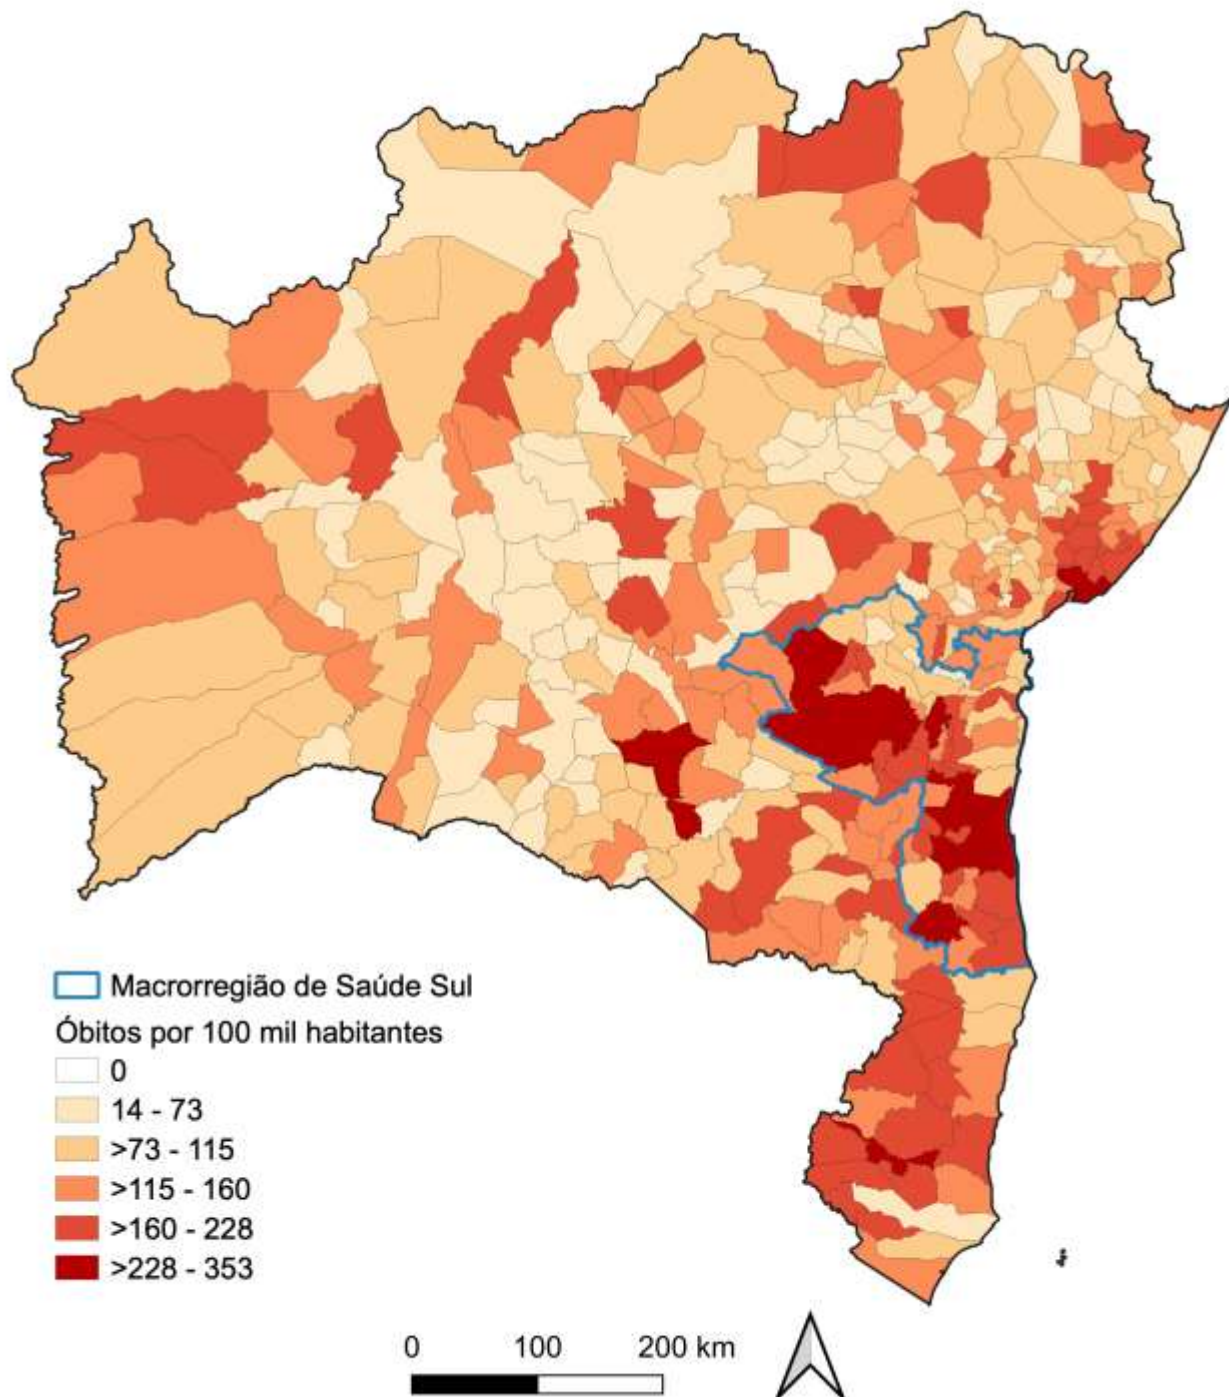 Macrorregião de Saúde Sul
Óbitos por 100 mil habitantes
0
14 - 73
>73 - 115
>115 - 160
>160 - 228
>228 - 353
0 100 200 km